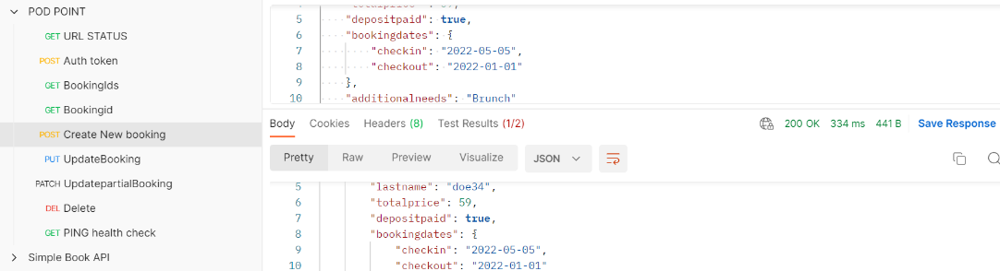 POD POINT
GET URL STATUS
POST Auth token
GET BookingIds
GET Bookingid
POST Create New booking
PUT UpdateBooking
PATCH UpdatepartialBooking
DEL Delete
GET PING health check
Simple Book API
5 "depositpaid": true,
6 "bookingdates": {
7 "checkin": "2022-05-05",
8 "checkout": "2022-01-01"
9 },
10 "additionalneeds": "Brunch"
Body Cookies Headers (8) Test Results (1/2) 200 OK 334 ms 441 B Save Response
Pretty Raw Preview Visualize JSON
5 "lastname": "doe34",
6 "totalprice": 59,
7 "depositpaid": true,
8 "bookingdates": {
9 "checkin": "2022-05-05",
10 "checkout": "2022-01-01"